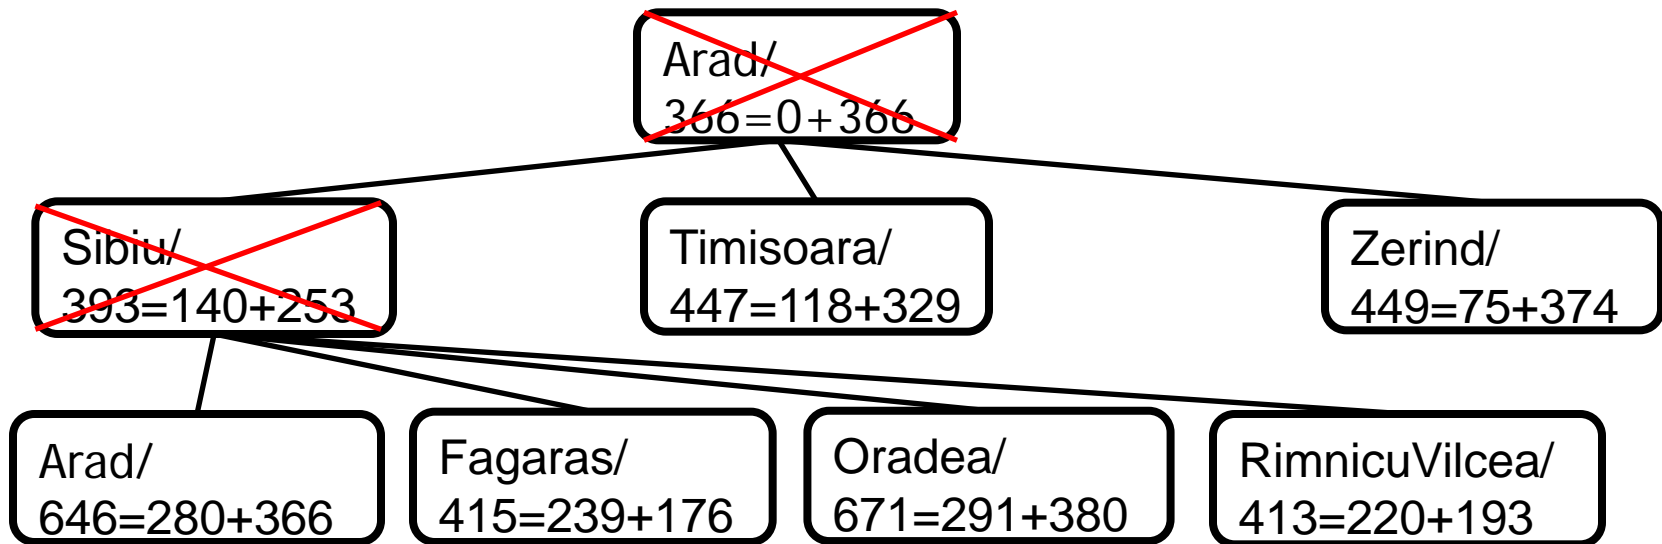 Arad/
366=0+366
Sibiu/
393=140+253
Timisoara/
447=118+329
Zerind/
449=75+374
Arad/
646=280+366
Fagaras/
415=239+176
Oradea/
671=291+380
RimnicuVilcea/
413=220+193